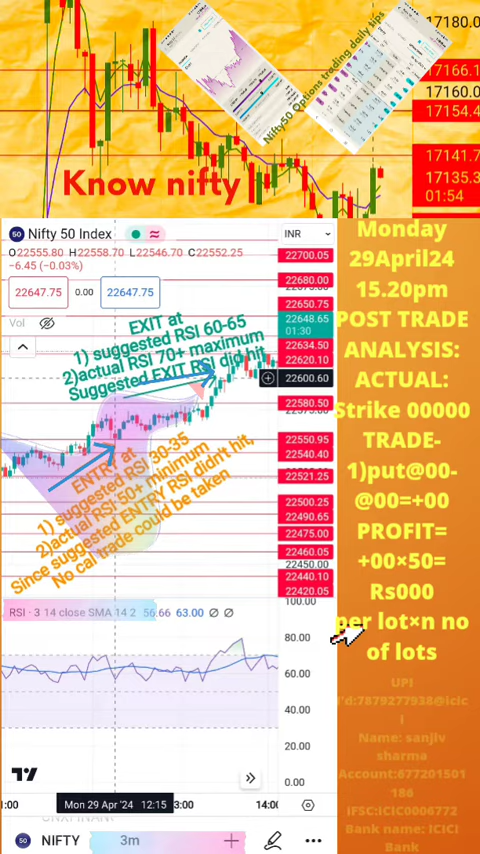 17180.0
17166.1
17160.0
17154.4
17141.7
17135.3
01:54
Nifty50 Options trading daily tips
Know nifty
50 Nifty 50 Index
INR
O22555.80 H22558.70 L22546.70 C22552.25
−6.45 (−0.03%)
22647.75 0.00 22647.75
Vol
22700.05
22680.00
22650.75
22648.65
01:30
22634.50
22620.10
22600.60
22580.50
22550.95
22540.40
22521.25
22500.25
22490.65
22475.00
22460.05
22450.00
22440.10
22420.05
EXIT at
1) suggested RSI 60-65
2)actual RSI 70+ maximum
Suggested EXIT RSI did hit
ENTRY at
1) suggested RSI 30-35
2)actual RSI 50+ minimum
Since suggested ENTRY RSI didn't hit,
No cal trade could be taken
RSI · 3 14 close SMA 14 2 56.66 63.00 Ø Ø
100.00
80.00
60.00
40.00
20.00
0.00
1:00 Mon 29 Apr '24 12:15 3:00 14:0
50 NIFTY 3m
Monday
29April24
15.20pm
POST TRADE
ANALYSIS:
ACTUAL:
Strike 00000
TRADE-
1)put@00-
@00=+00
PROFIT=
+00×50=
Rs000
per lot×n no
of lots
UPI
I'd:7879277938@icic
i
Name: sanjiv
sharma
Account:677201501
186
IFSC:ICIC0006772
Bank name: ICICI
Bank